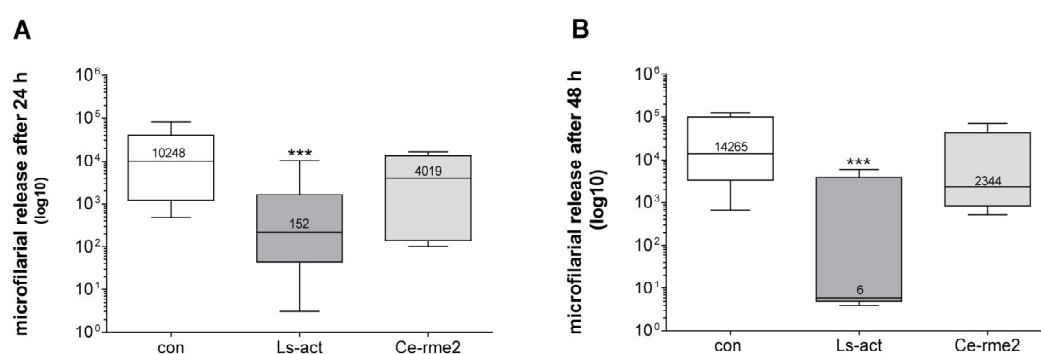 A
microfilarial release after 24 h
(log10)
10⁶
10⁵
10⁴
10³
10²
10¹
10⁰
10248
***
152
4019
con
Ls-act
Ce-rme2
B
microfilarial release after 48 h
(log10)
10⁶
10⁵
10⁴
10³
10²
10¹
10⁰
14265
***
6
2344
con
Ls-act
Ce-rme2